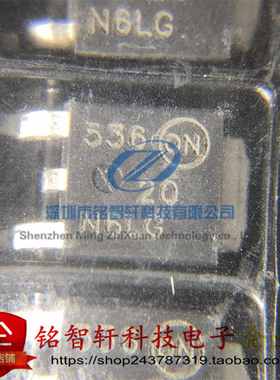 N6LG
536 ON
20
深圳市铭智轩科技有限公司
Shenzhen Ming ZhiXuan Technology co., Ltd
铭智轩科技电子
https://shop243787319.taobao.com/